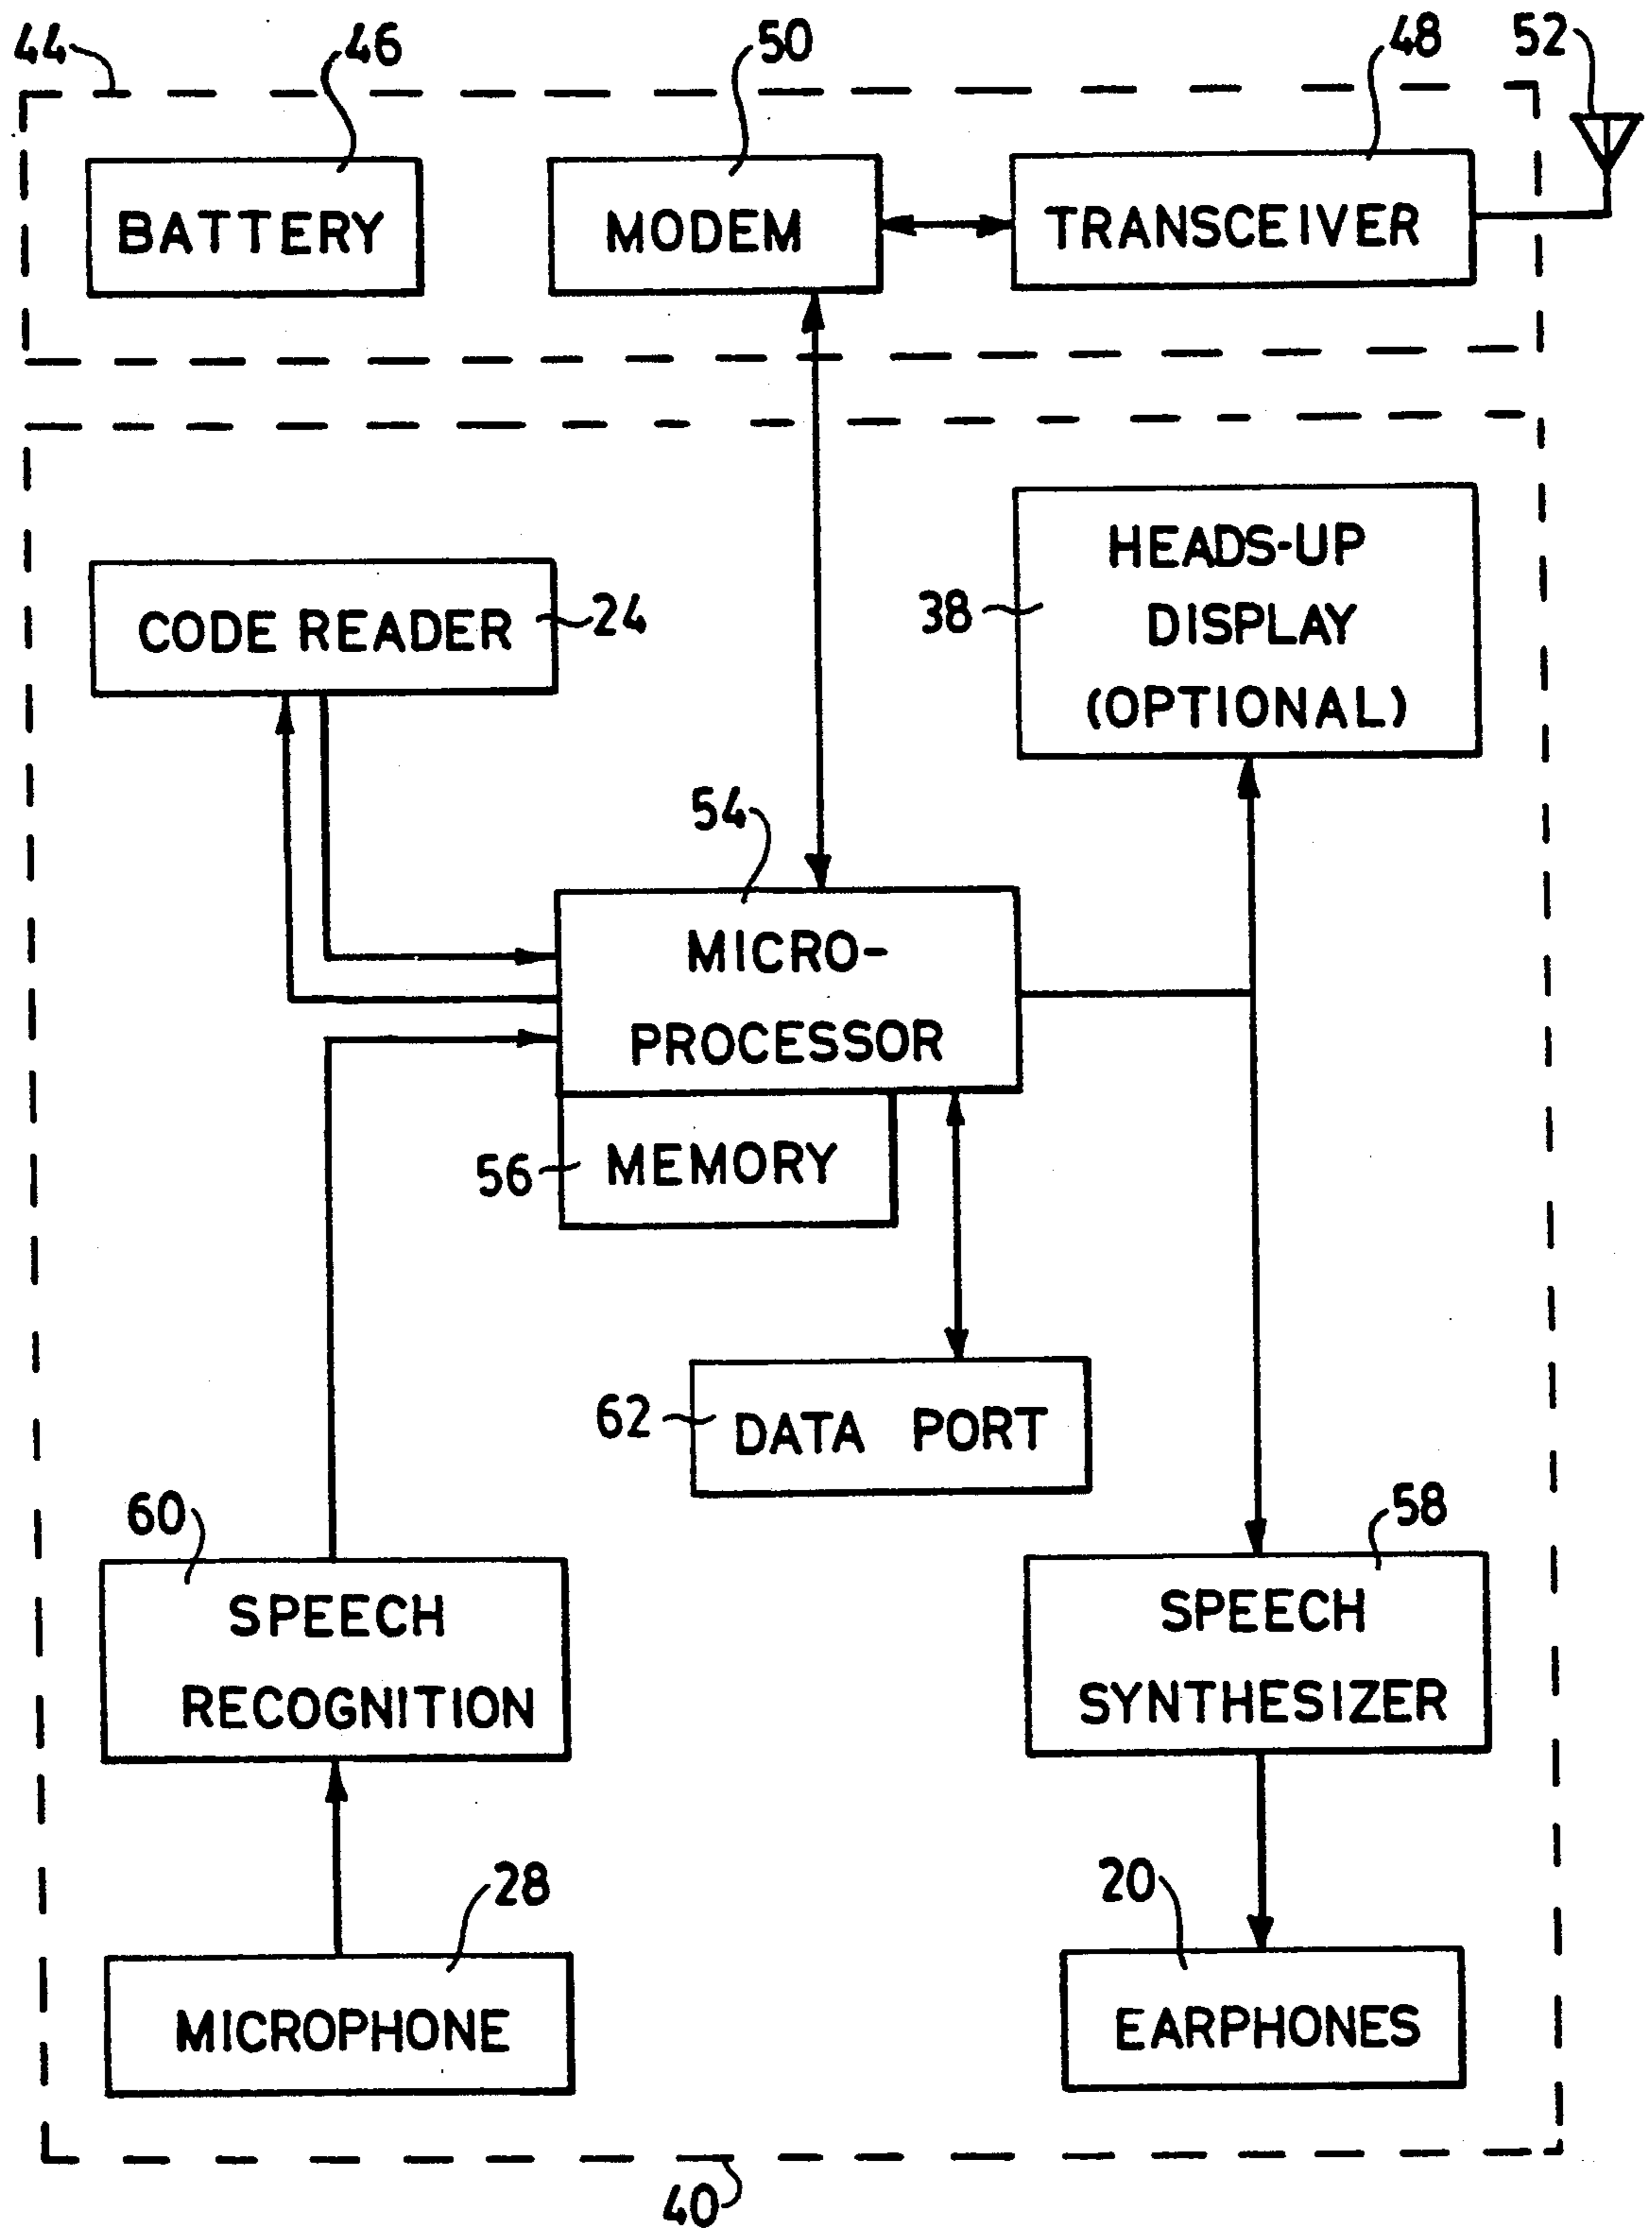 44
46
50
48
52
BATTERY
MODEM
TRANSCEIVER
CODE READER
24
38
HEADS-UP
DISPLAY
(OPTIONAL)
54
MICRO-
PROCESSOR
56
MEMORY
62
DATA PORT
60
SPEECH
RECOGNITION
58
SPEECH
SYNTHESIZER
28
MICROPHONE
20
EARPHONES
40